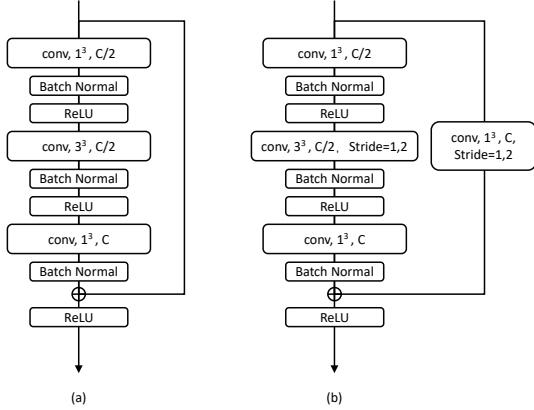 conv, 1³, C/2
Batch Normal
ReLU
conv, 3³, C/2
Batch Normal
ReLU
conv, 1³, C
Batch Normal
ReLU
(a)
conv, 1³, C/2
Batch Normal
ReLU
conv, 3³, C/2、 Stride=1,2
Batch Normal
ReLU
conv, 1³, C
Batch Normal
ReLU
conv, 1³, C,
Stride=1,2
(b)